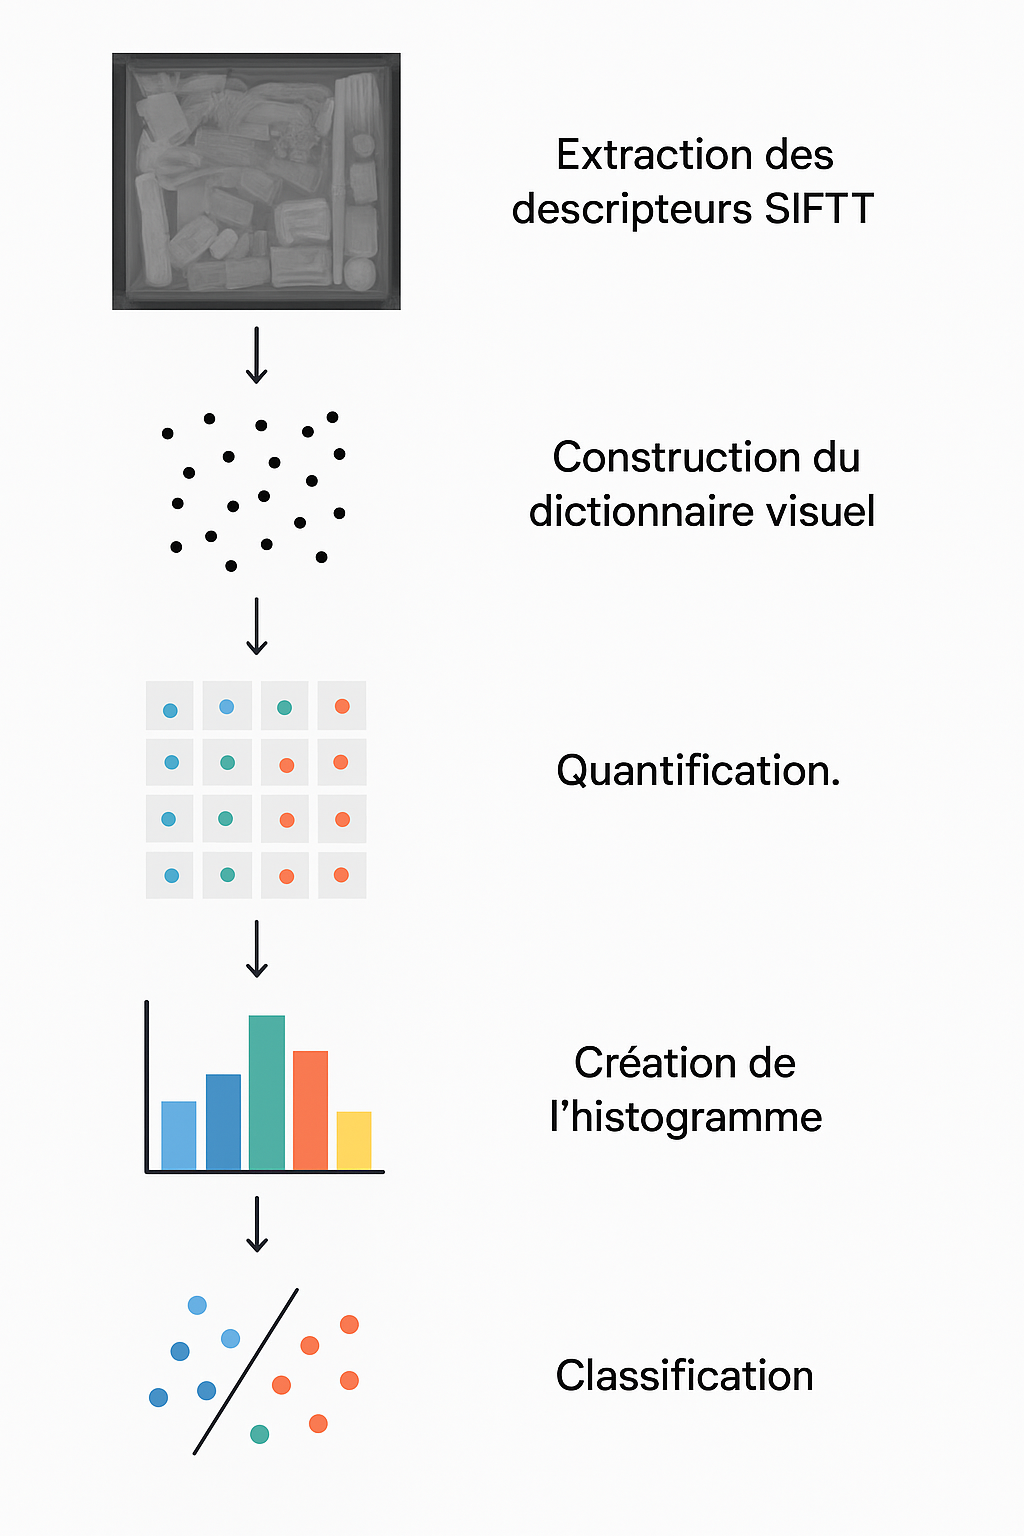 Extraction des
descripteurs SIFTT
Construction du
dictionnaire visuel
Quantification.
Création de
l’histogramme
Classification